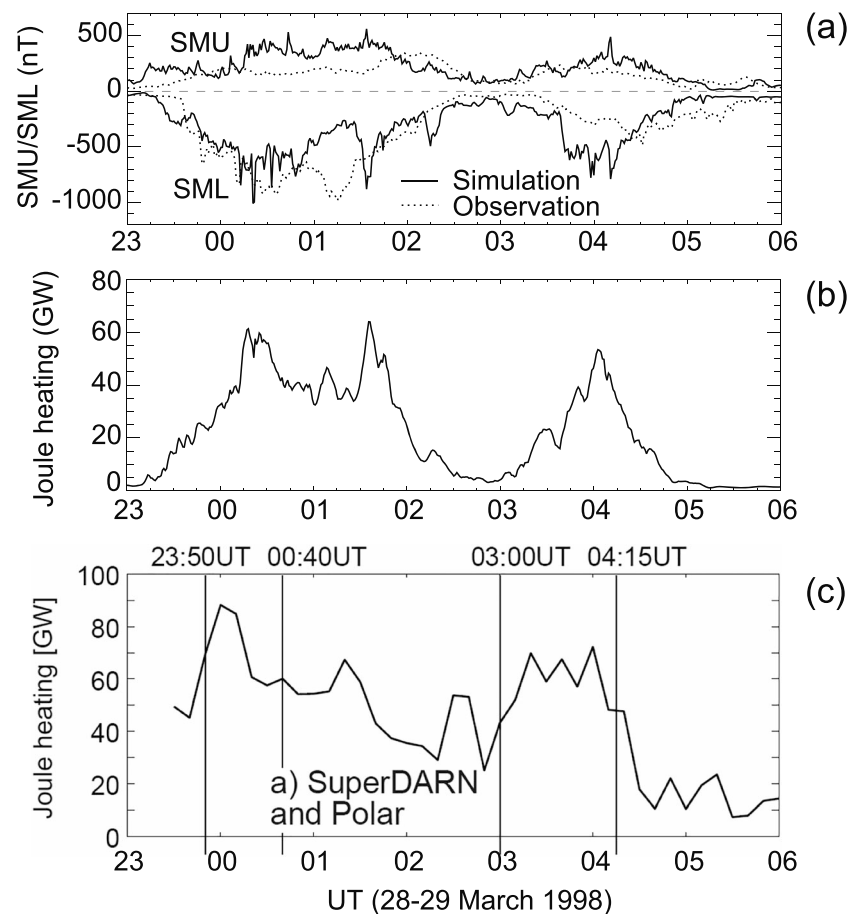 (a)
SMU/SML (nT)
500
0
-500
-1000
SMU
SML
Simulation
Observation
23 00 01 02 03 04 05 06
(b)
Joule heating (GW)
80
60
40
20
0
23 00 01 02 03 04 05 06
23:50UT 00:40UT 03:00UT 04:15UT
(c)
Joule heating [GW]
100
80
60
40
20
0
a) SuperDARN
and Polar
23 00 01 02 03 04 05 06
UT (28-29 March 1998)